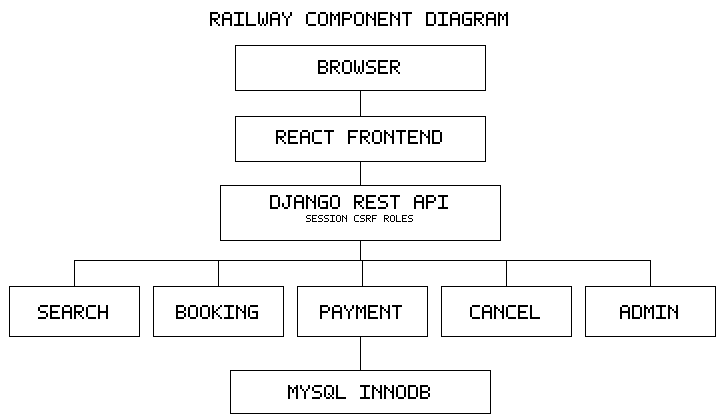 RAILWAY COMPONENT DIAGRAM
BROWSER
REACT FRONTEND
DJANGO REST API
SESSION CSRF ROLES
SEARCH
BOOKING
PAYMENT
CANCEL
ADMIN
MYSQL INNODB